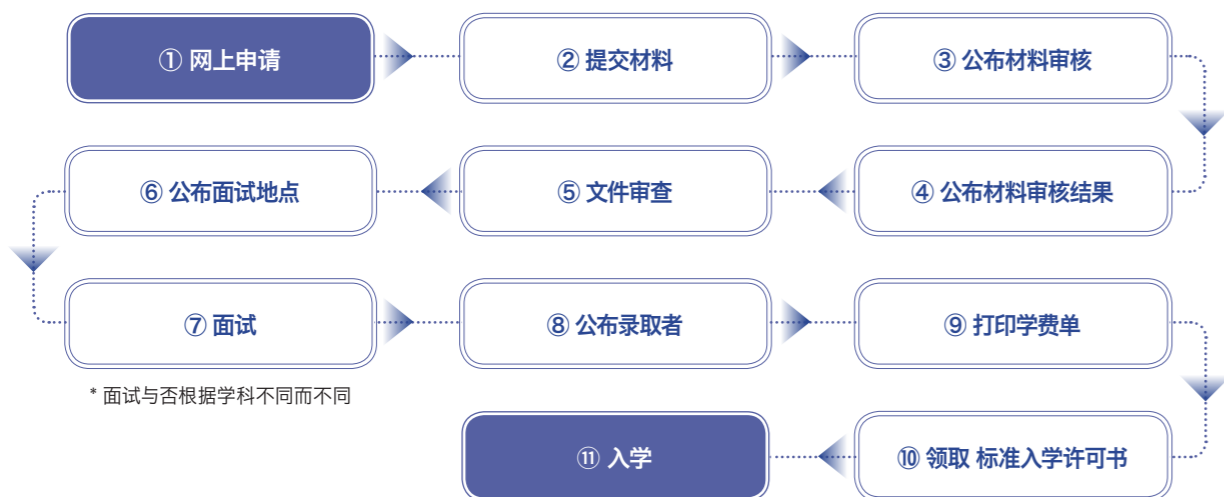 ① 网上申请
② 提交材料
③ 公布材料审核
④ 公布材料审核结果
⑤ 文件审查
⑥ 公布面试地点
⑦ 面试
⑧ 公布录取者
⑨ 打印学费单
* 面试与否根据学科不同而不同
⑩ 领取 标准入学许可书
⑪ 入学